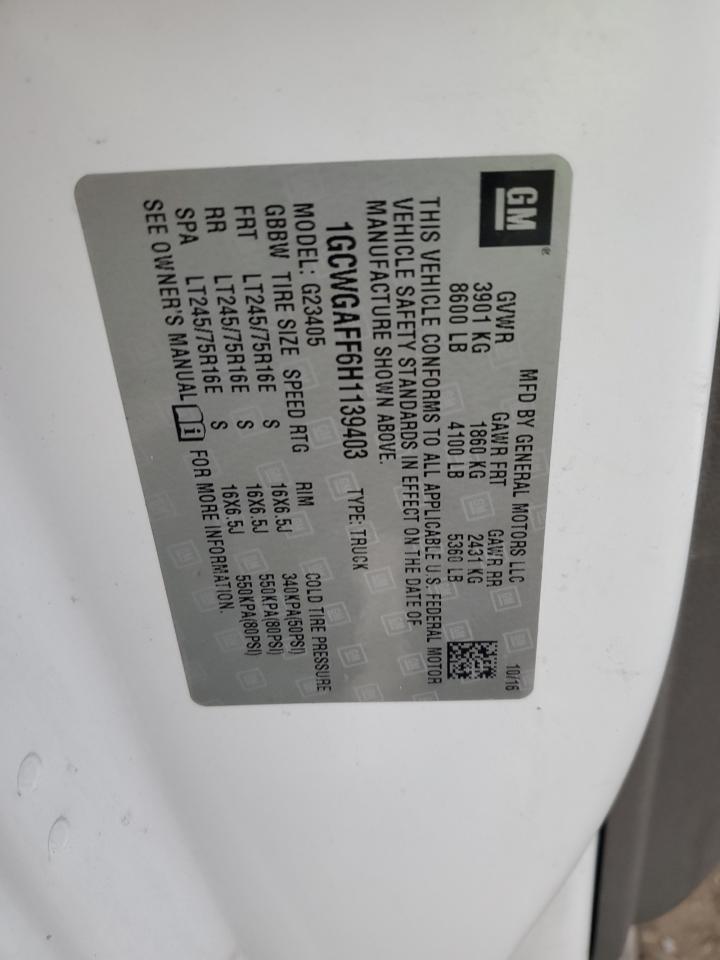 GM
MFD BY GENERAL MOTORS LLC 10/16
GVWR GAWR FRT GAWR RR
3901 KG 1860 KG 2431 KG
8600 LB 4100 LB 5360 LB
THIS VEHICLE CONFORMS TO ALL APPLICABLE U.S. FEDERAL MOTOR
VEHICLE SAFETY STANDARDS IN EFFECT ON THE DATE OF
MANUFACTURE SHOWN ABOVE.
1GCWGAFF6H1139403 TYPE: TRUCK
MODEL: G23405
GBBW TIRE SIZE SPEED RTG RIM COLD TIRE PRESSURE
FRT LT245/75R16E S 16X6.5J 340KPA(50PSI)
RR LT245/75R16E S 16X6.5J 550KPA(80PSI)
SPA LT245/75R16E S 16X6.5J 550KPA(80PSI)
SEE OWNER'S MANUAL i FOR MORE INFORMATION.